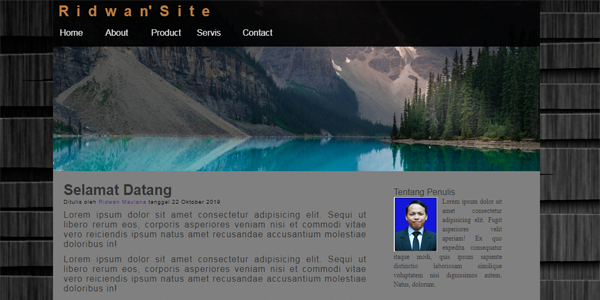 Ridwan' Site
Home About Product Servis Contact
Selamat Datang
Ditulis oleh Ridwan Maulana tanggal 22 Oktober 2019
Lorem ipsum dolor sit amet consectetur adipisicing elit. Sequi ut
libero rerum eos, corporis asperiores veniam nisi et commodi vitae
vero reiciendis ipsum natus amet recusandae accusantium molestiae
doloribus in!
Lorem ipsum dolor sit amet consectetur adipisicing elit. Sequi ut
libero rerum eos, corporis asperiores veniam nisi et commodi vitae
vero reiciendis ipsum natus amet recusandae accusantium molestiae
doloribus in!
Tentang Penulis
Lorem ipsum dolor sit
amet consectetur
adipisicing elit. Fugit
asperiores velit
aperiam! Ex quo
expedita consequatur
itaque modi, quis ipsum sapiente
distinctio laboriosam similique
voluptatem nisi dignissimos autem.
Natus, dolorum.